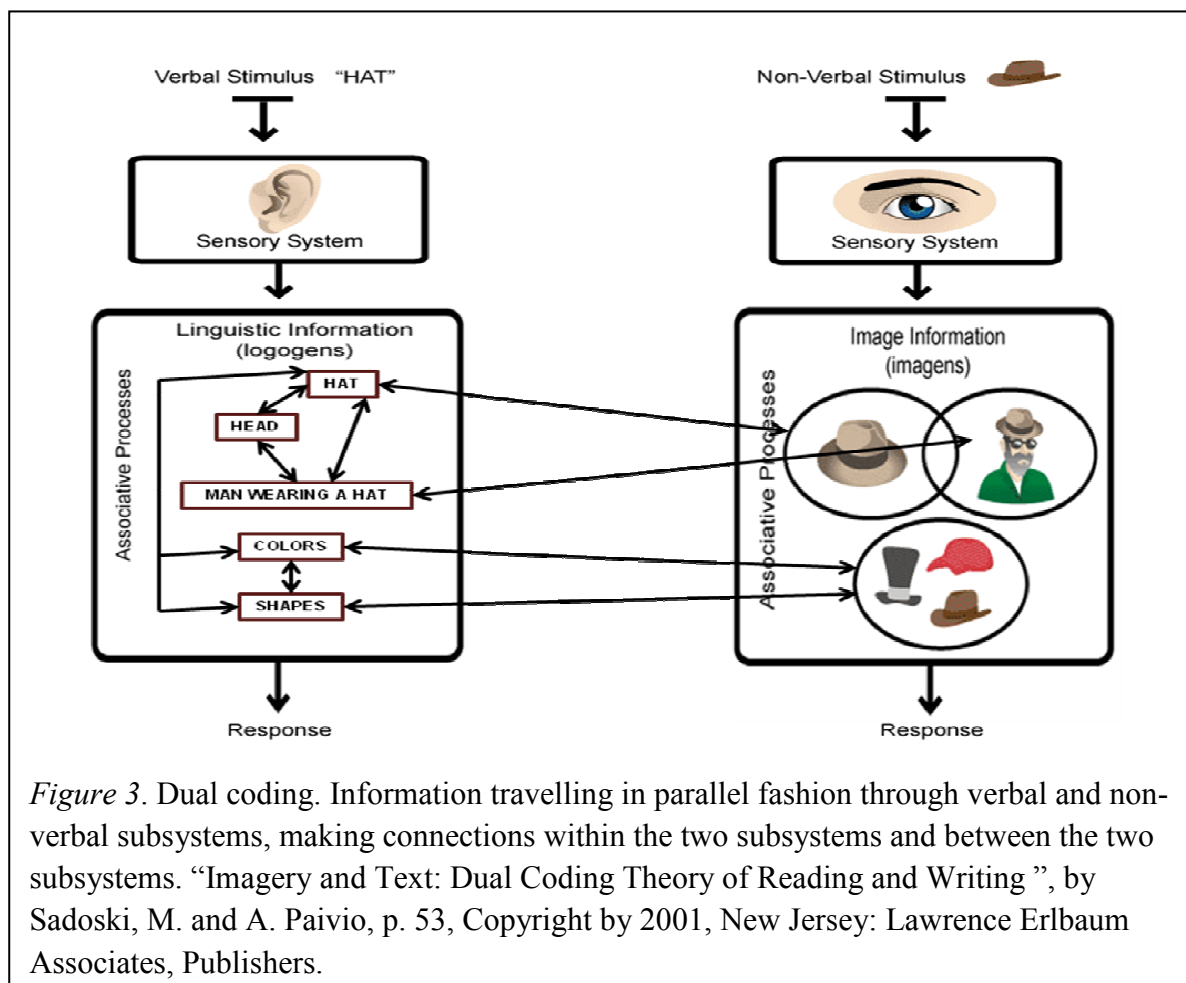 Verbal Stimulus “HAT”
Non-Verbal Stimulus
Sensory System
Sensory System
Linguistic Information
(logogens)
Associative Processes
HAT
HEAD
MAN WEARING A HAT
COLORS
SHAPES
Image Information
(imagens)
Associative Processes
Response
Response
Figure 3. Dual coding. Information travelling in parallel fashion through verbal and non-
verbal subsystems, making connections within the two subsystems and between the two
subsystems. “Imagery and Text: Dual Coding Theory of Reading and Writing ”, by
Sadoski, M. and A. Paivio, p. 53, Copyright by 2001, New Jersey: Lawrence Erlbaum
Associates, Publishers.